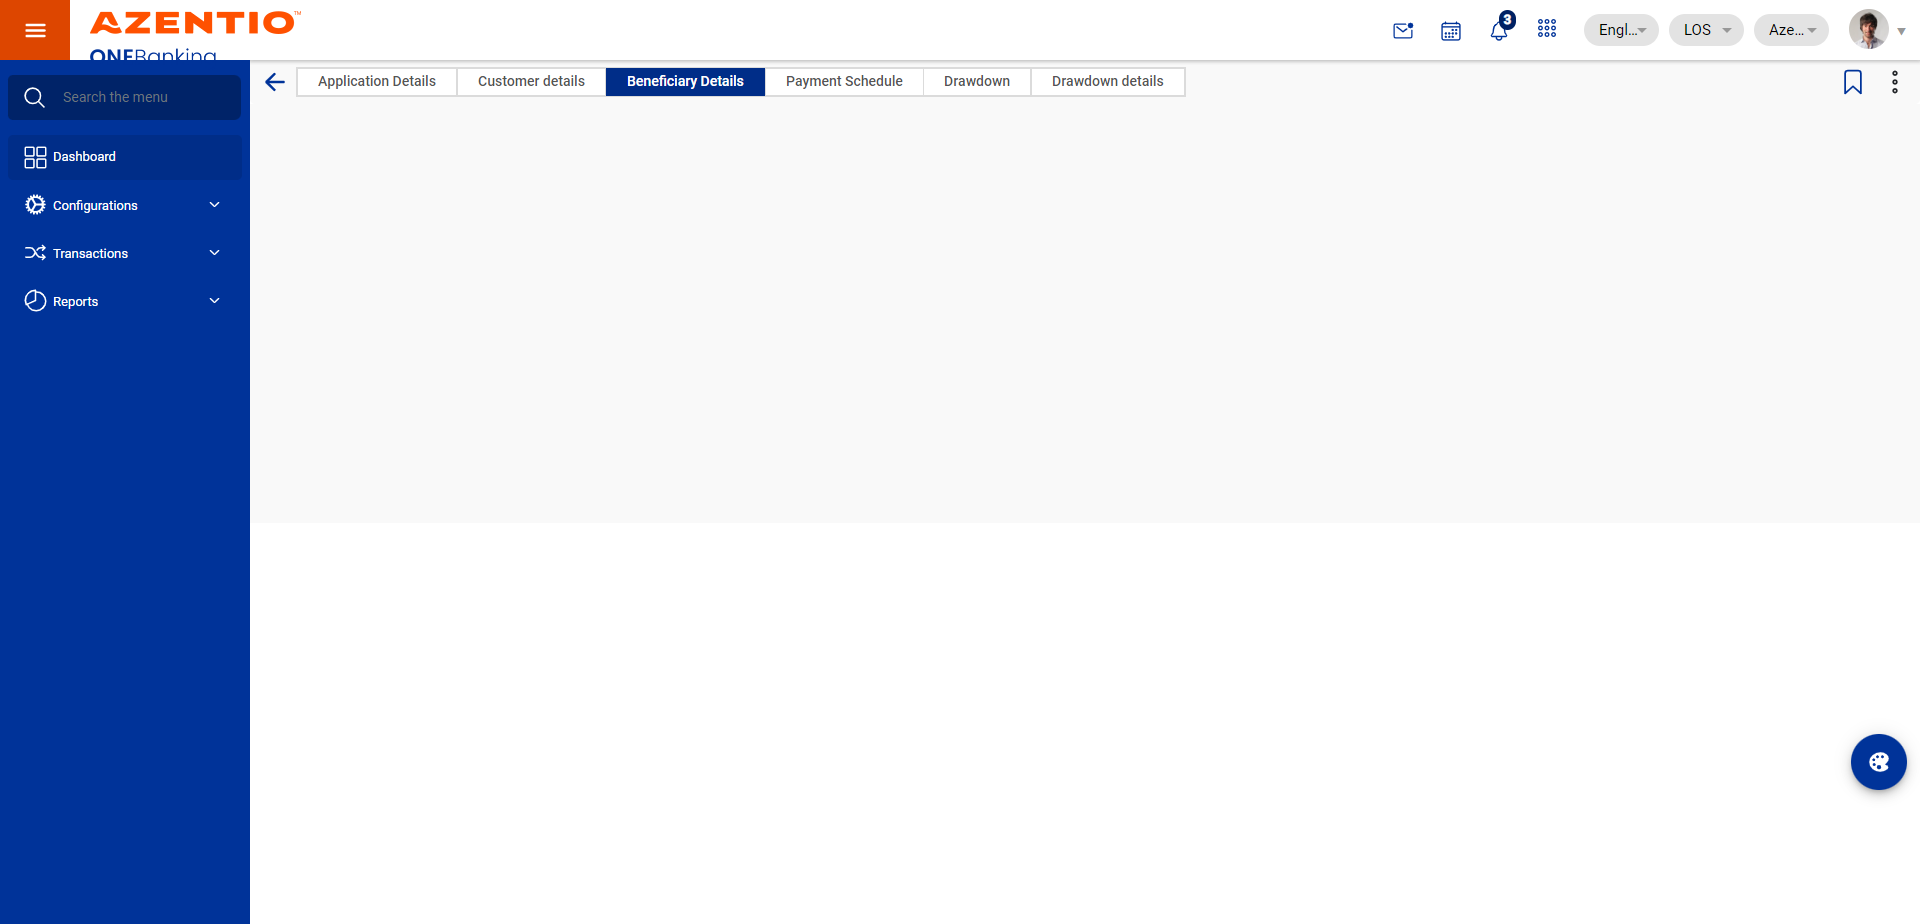 AZENTIO™
ONEBanking
3
Engl...
LOS
Aze...
Search the menu
Application Details
Customer details
Beneficiary Details
Payment Schedule
Drawdown
Drawdown details
Dashboard
Configurations
Transactions
Reports